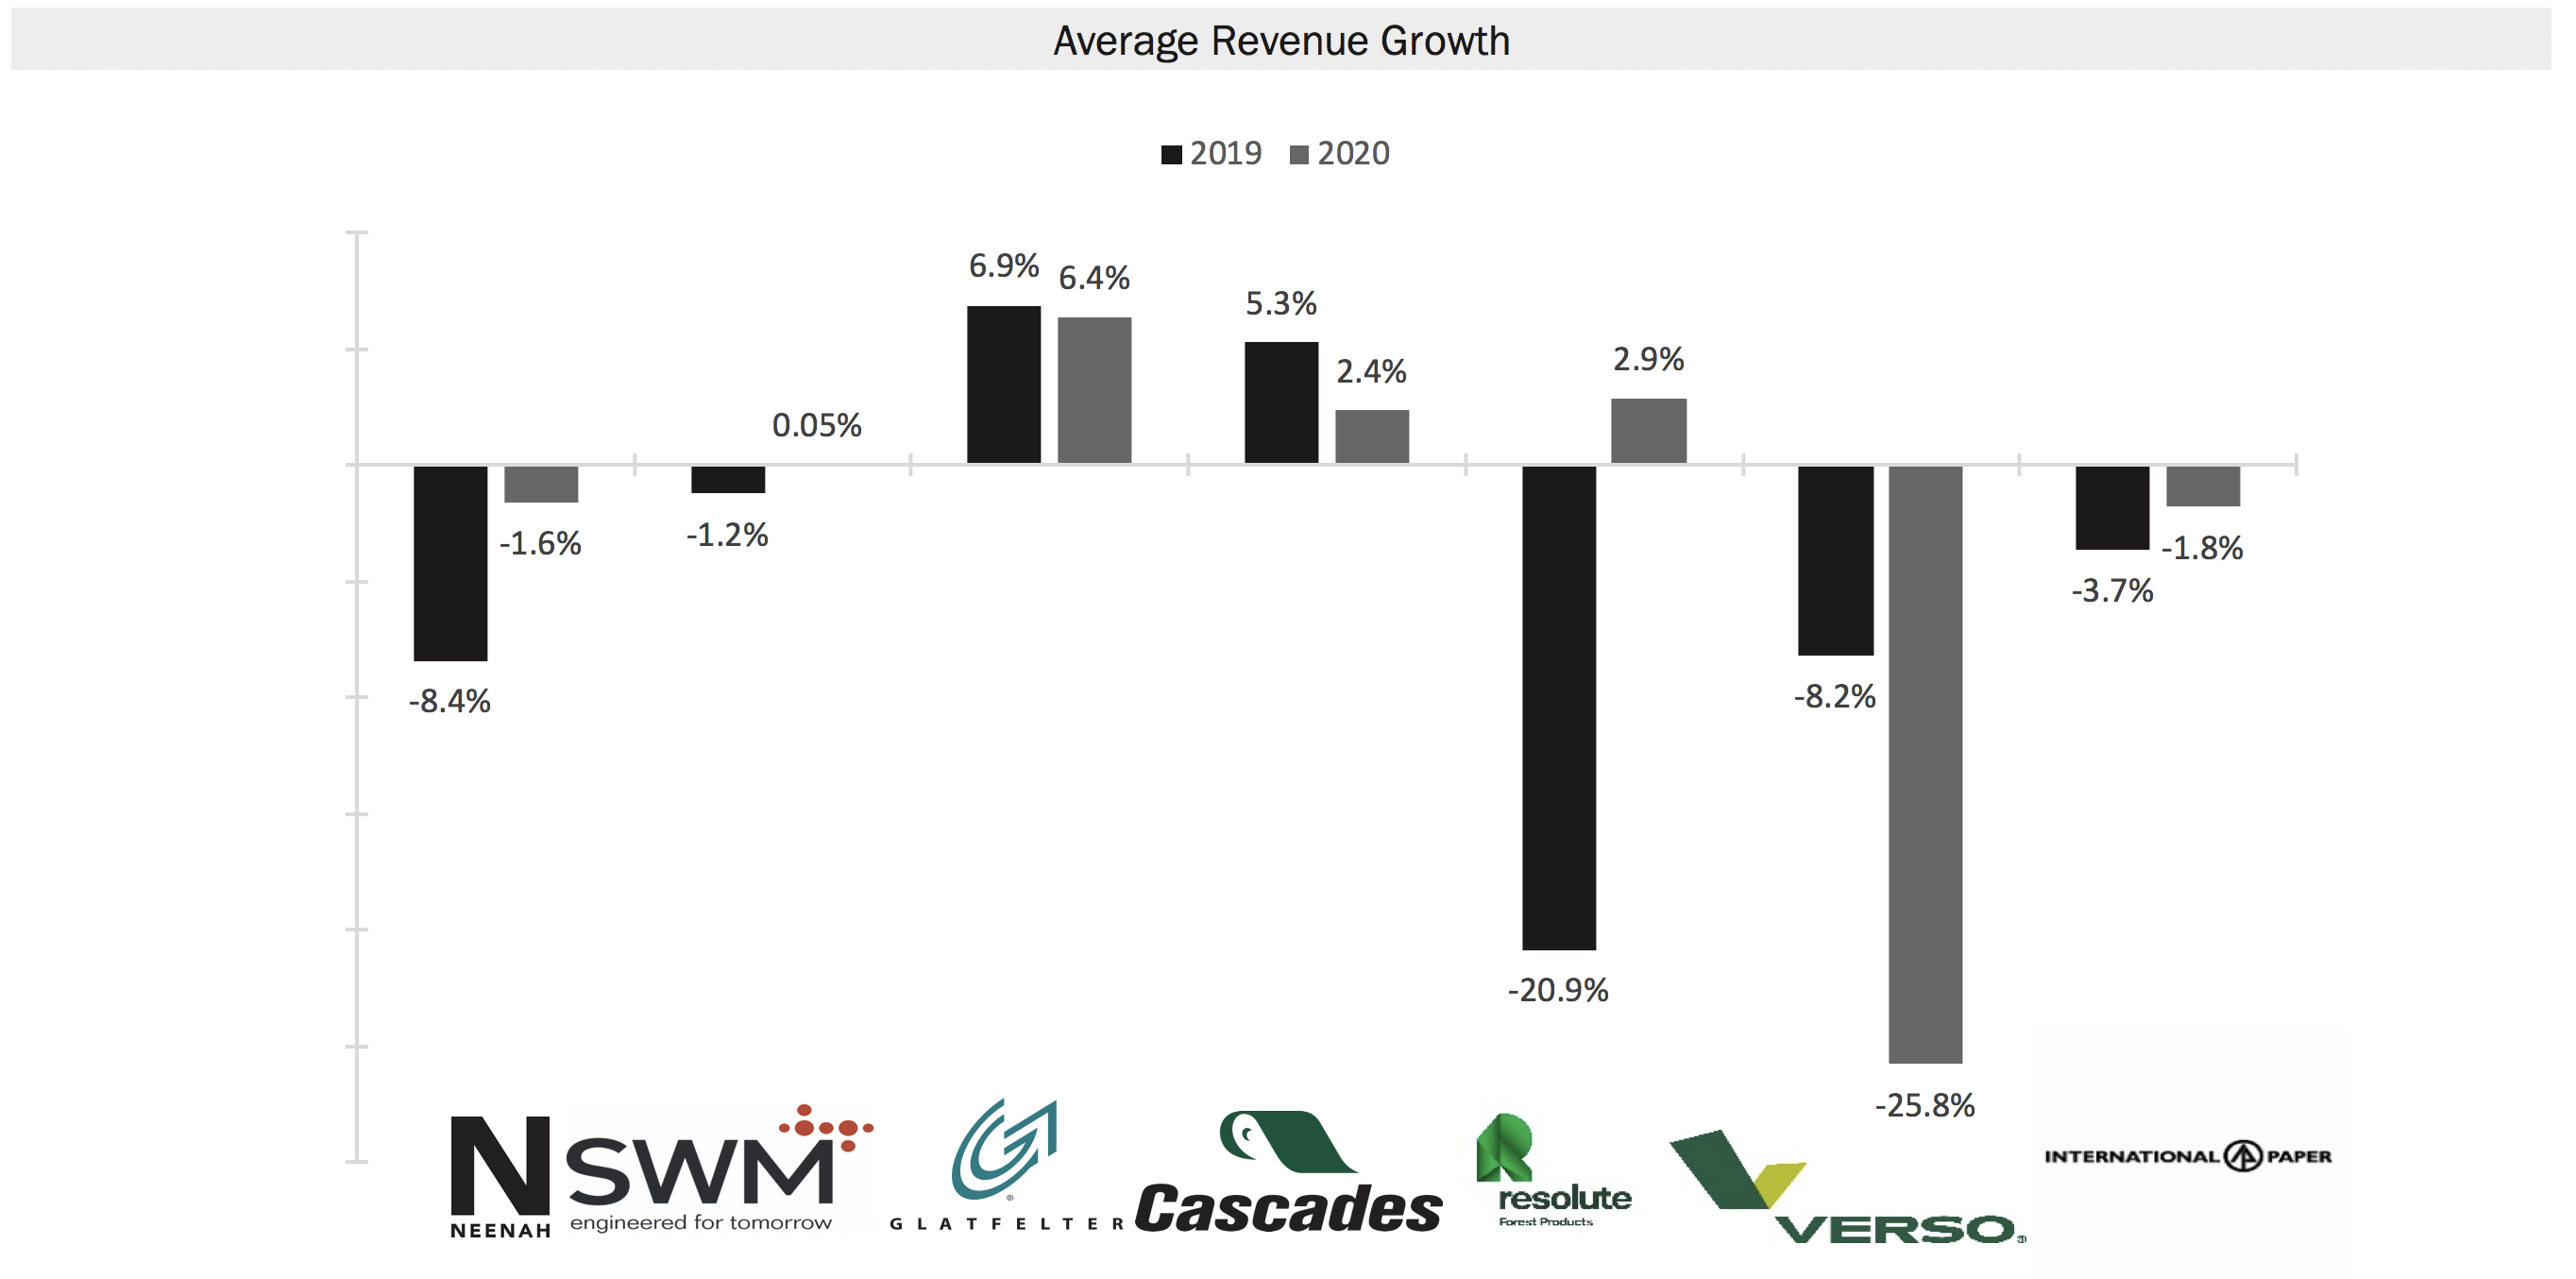 Average Revenue Growth
2019 2020
6.9% 6.4%
5.3%
2.4%
2.9%
0.05%
-1.6%
-1.2%
-1.8%
-3.7%
-8.4%
-8.2%
-20.9%
-25.8%
N
NEENAH
SWM
engineered for tomorrow
GLATFELTER
Cascades
resolute
Forest Products
VERSO
INTERNATIONAL PAPER